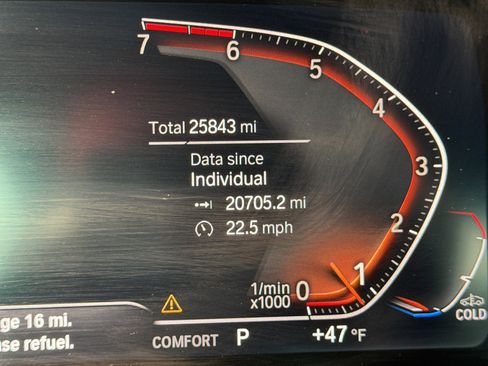 7
6
5
4
3
2
1
0
Total 25843 mi
Data since
Individual
20705.2 mi
22.5 mph
1/min
x1000
COLD
ge 16 mi.
se refuel.
COMFORT P +47 °F